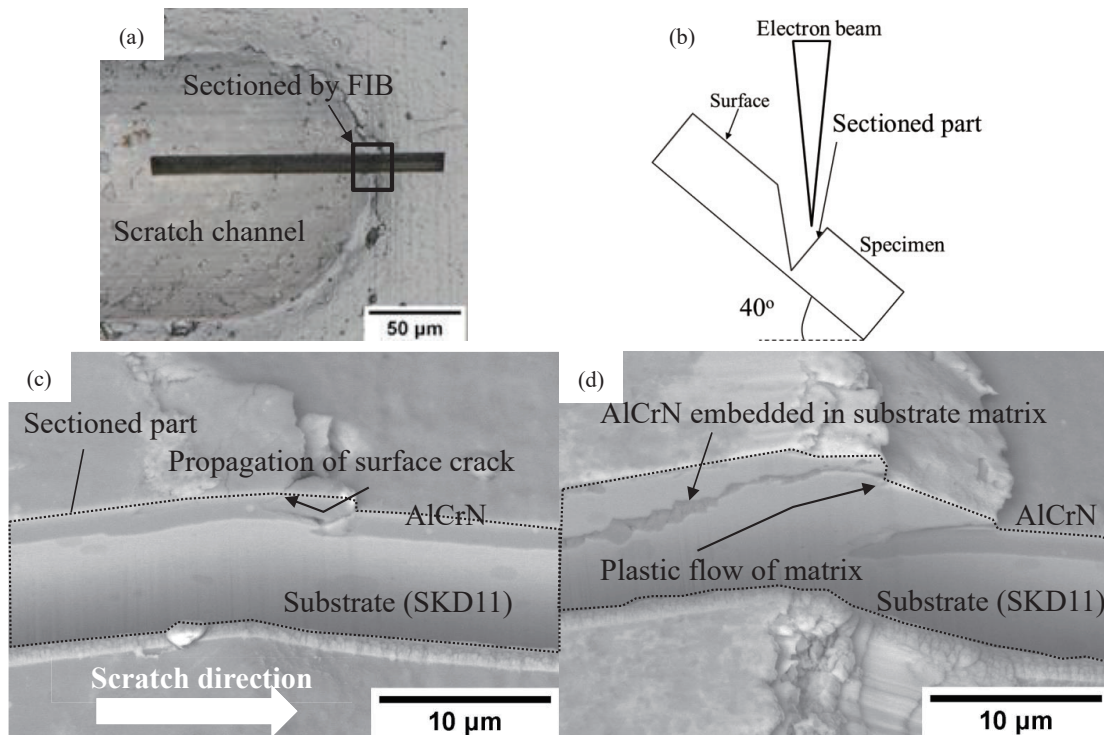 (a)
Sectioned by FIB
Scratch channel
50 µm
(b)
Electron beam
Surface
Sectioned part
Specimen
40º
(c)
Sectioned part
Propagation of surface crack
AlCrN
Substrate (SKD11)
Scratch direction
10 µm
(d)
AlCrN embedded in substrate matrix
AlCrN
Plastic flow of matrix
Substrate (SKD11)
10 µm